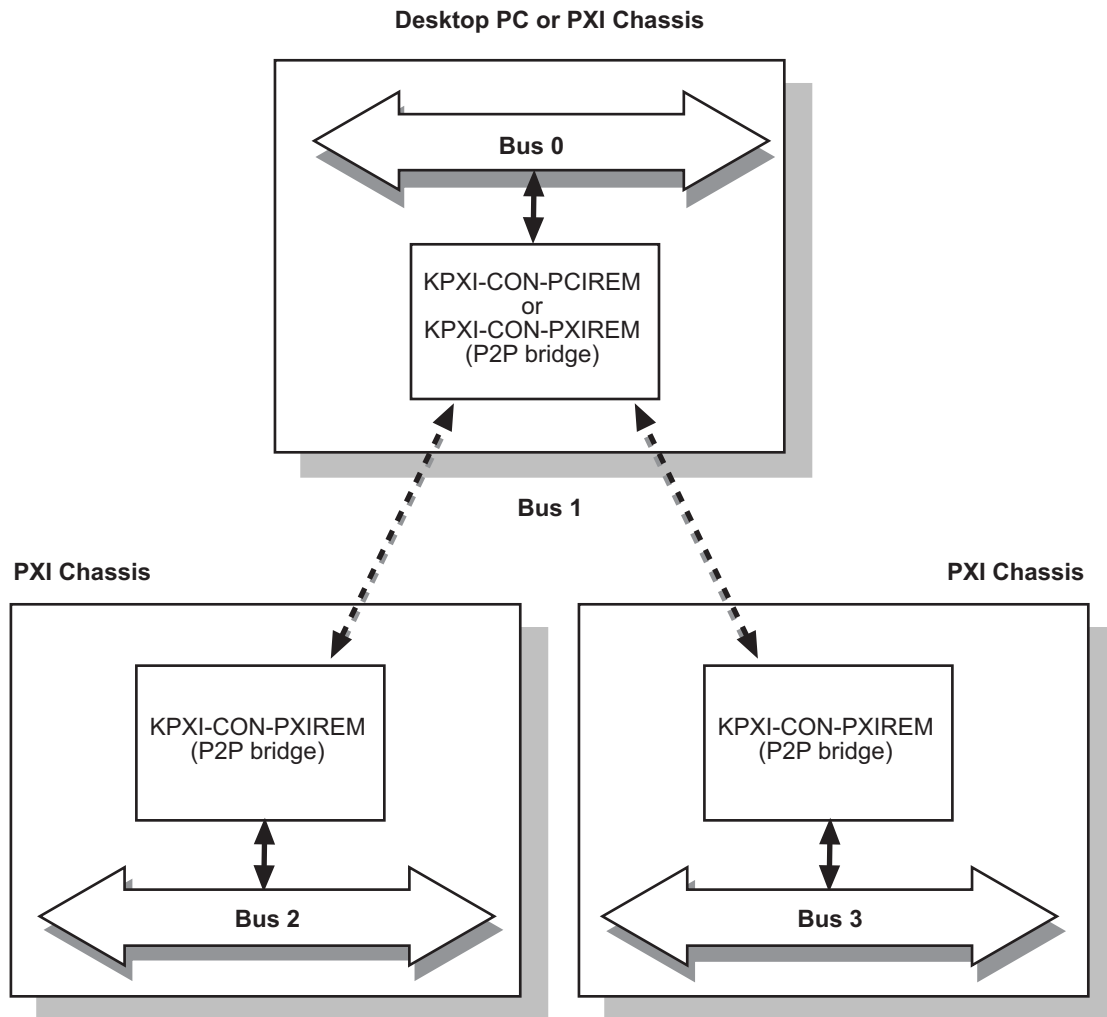 Desktop PC or PXI Chassis
Bus 0
KPXI-CON-PCIREM
or
KPXI-CON-PXIREM
(P2P bridge)
Bus 1
PXI Chassis
PXI Chassis
KPXI-CON-PXIREM
(P2P bridge)
KPXI-CON-PXIREM
(P2P bridge)
Bus 2
Bus 3